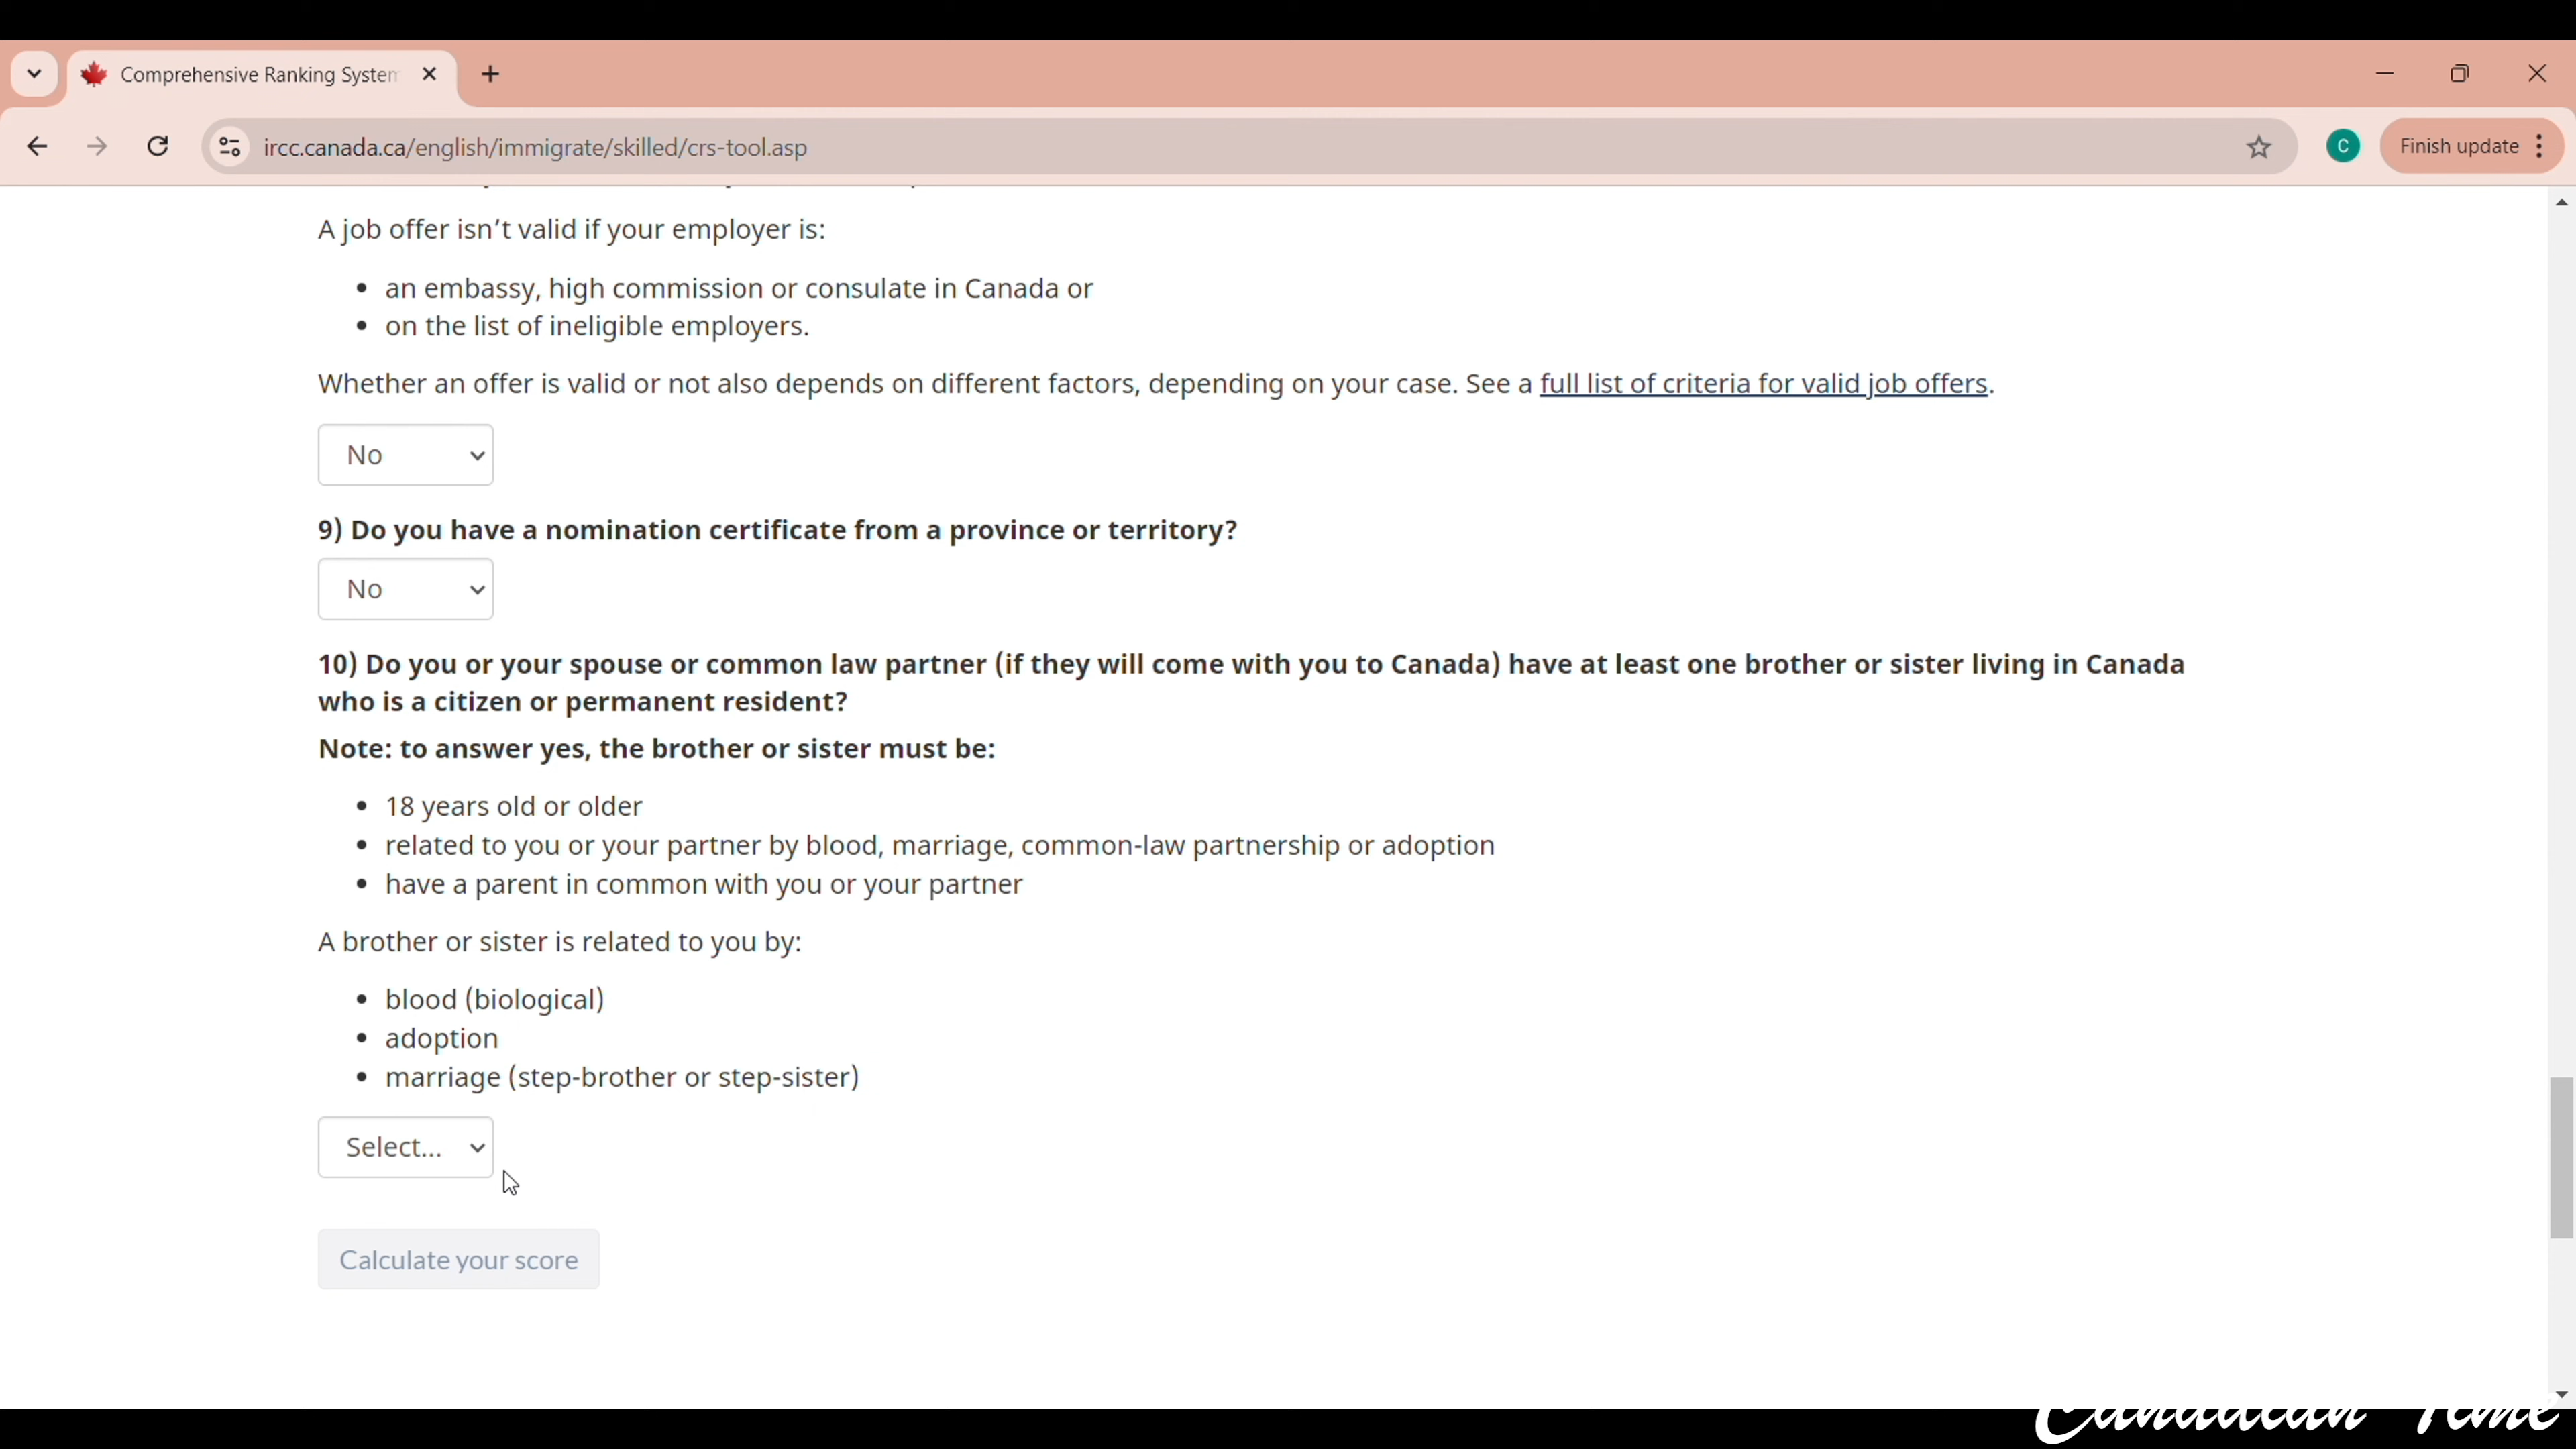 Comprehensive Ranking System
ircc.canada.ca/english/immigrate/skilled/crs-tool.asp
C
Finish update
A job offer isn't valid if your employer is:
• an embassy, high commission or consulate in Canada or
• on the list of ineligible employers.
Whether an offer is valid or not also depends on different factors, depending on your case. See a full list of criteria for valid job offers.
No
9) Do you have a nomination certificate from a province or territory?
No
10) Do you or your spouse or common law partner (if they will come with you to Canada) have at least one brother or sister living in Canada
who is a citizen or permanent resident?
Note: to answer yes, the brother or sister must be:
• 18 years old or older
• related to you or your partner by blood, marriage, common-law partnership or adoption
• have a parent in common with you or your partner
A brother or sister is related to you by:
• blood (biological)
• adoption
• marriage (step-brother or step-sister)
Select...
Calculate your score
Canadaean Time